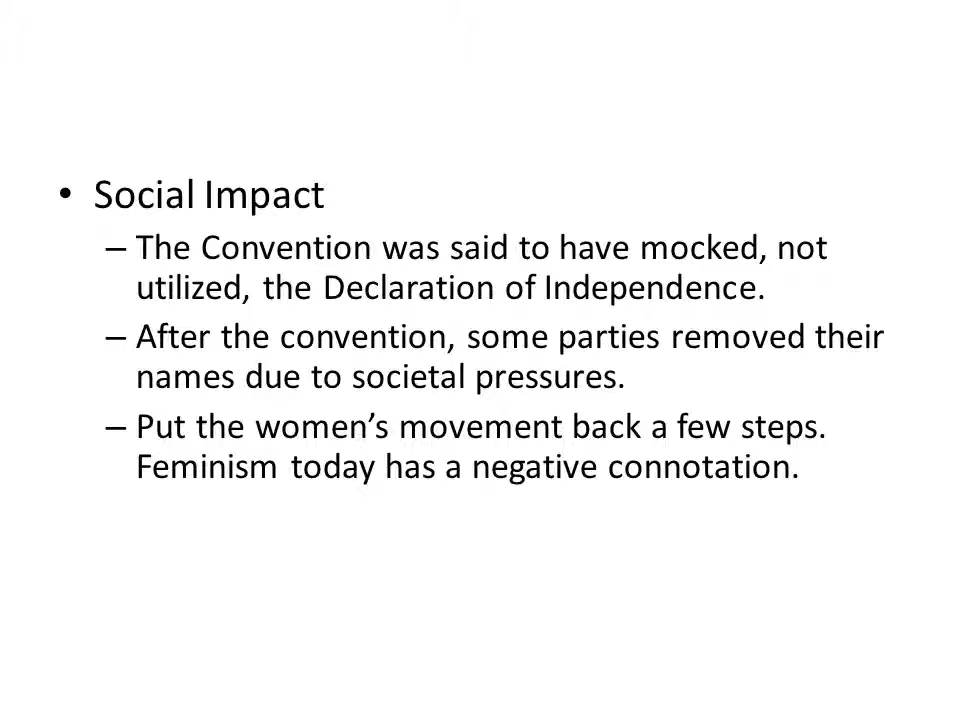 • Social Impact
– The Convention was said to have mocked, not
utilized, the Declaration of Independence.
– After the convention, some parties removed their
names due to societal pressures.
– Put the women’s movement back a few steps.
Feminism today has a negative connotation.